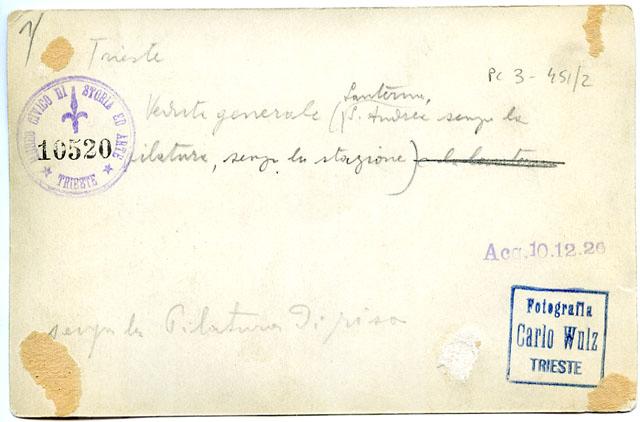 1/
Trieste
PC 3 - 451/2
MUSEO CIVICO DI STORIA ED ARTE
10520
TRIESTE
Lanterna,
Veduta generale (S. Andrea senza la
pilatura, senza la stazione)
Acq. 10.12.26
senza la Pilatura Di riso
Fotografia
Carlo Wulz
TRIESTE